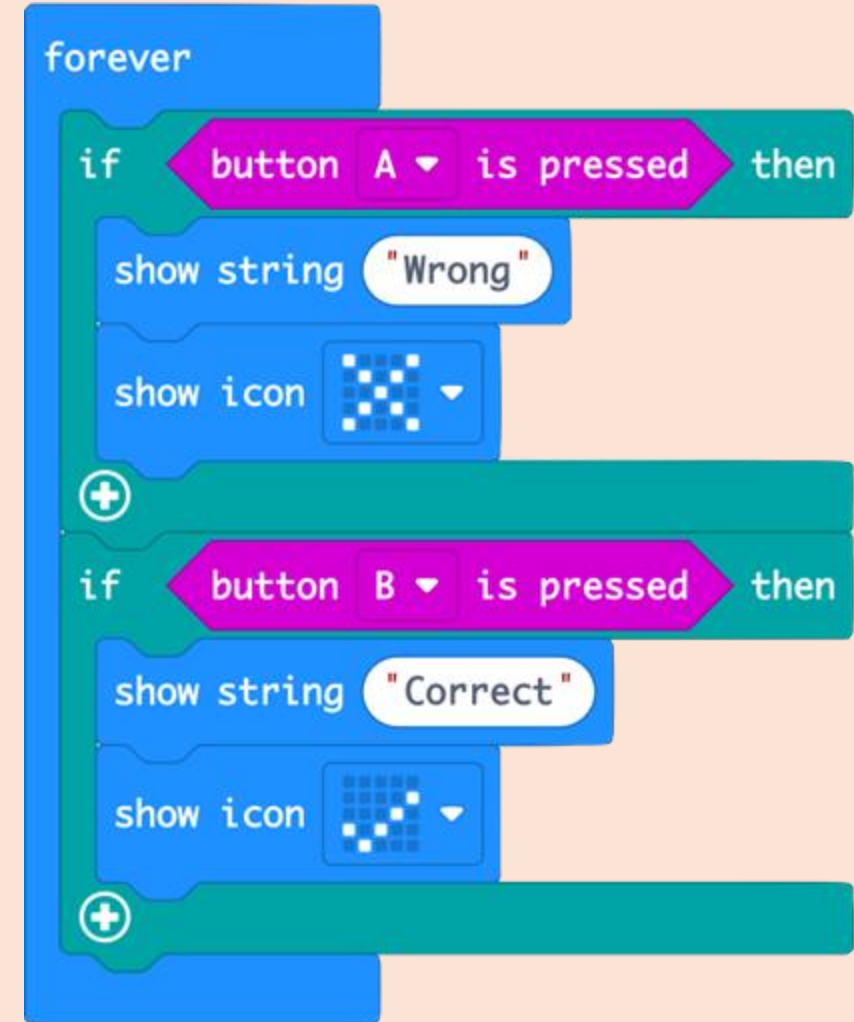 forever
if button A is pressed then
show string "Wrong"
show icon
if button B is pressed then
show string "Correct"
show icon